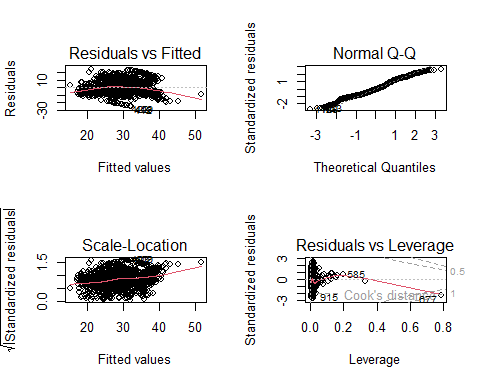 Residuals vs Fitted
Residuals
10
-30
20
30
40
50
Fitted values
Normal Q-Q
Standardized residuals
1
-2
-3
-1
1
2
3
Theoretical Quantiles
Scale-Location
√|Standardized residuals|
1.5
0.0
20
30
40
50
Fitted values
Residuals vs Leverage
Standardized residuals
3
0
-3
585
915
677
Cook's distance
0.5
1
0.0
0.2
0.4
0.6
0.8
Leverage